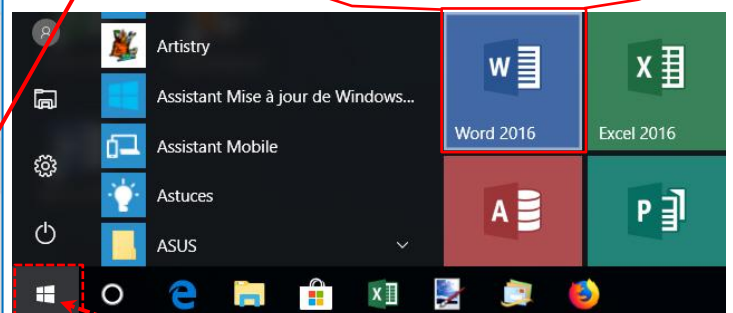 Artistry
Assistant Mise à jour de Windows...
Assistant Mobile
Astuces
ASUS
Word 2016
Excel 2016